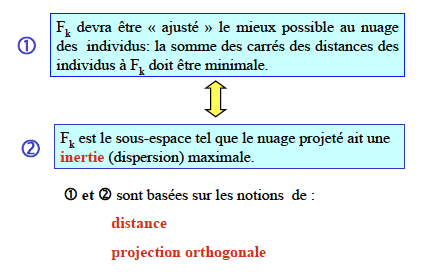 ① F_k devra être « ajusté » le mieux possible au nuage
des individus: la somme des carrés des distances des
individus à F_k doit être minimale.
② F_k est le sous-espace tel que le nuage projeté ait une
inertie (dispersion) maximale.
① et ② sont basées sur les notions de :
distance
projection orthogonale